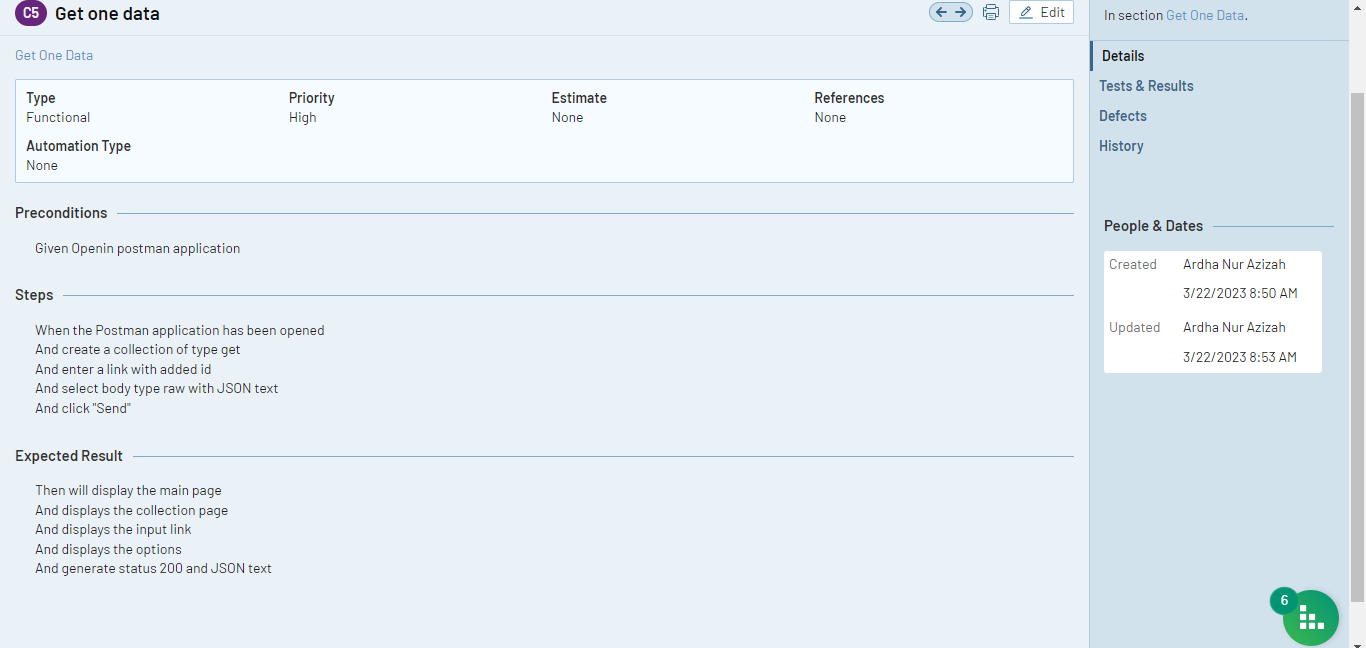 C5 Get one data
Edit
Get One Data
Type
Priority
Estimate
References
Functional
High
None
None
Automation Type
None
Preconditions
Given Openin postman application
Steps
When the Postman application has been opened
And create a collection of type get
And enter a link with added id
And select body type raw with JSON text
And click "Send"
Expected Result
Then will display the main page
And displays the collection page
And displays the input link
And displays the options
And generate status 200 and JSON text
In section Get One Data.
Details
Tests & Results
Defects
History
People & Dates
Created Ardha Nur Azizah
3/22/2023 8:50 AM
Updated Ardha Nur Azizah
3/22/2023 8:53 AM
6